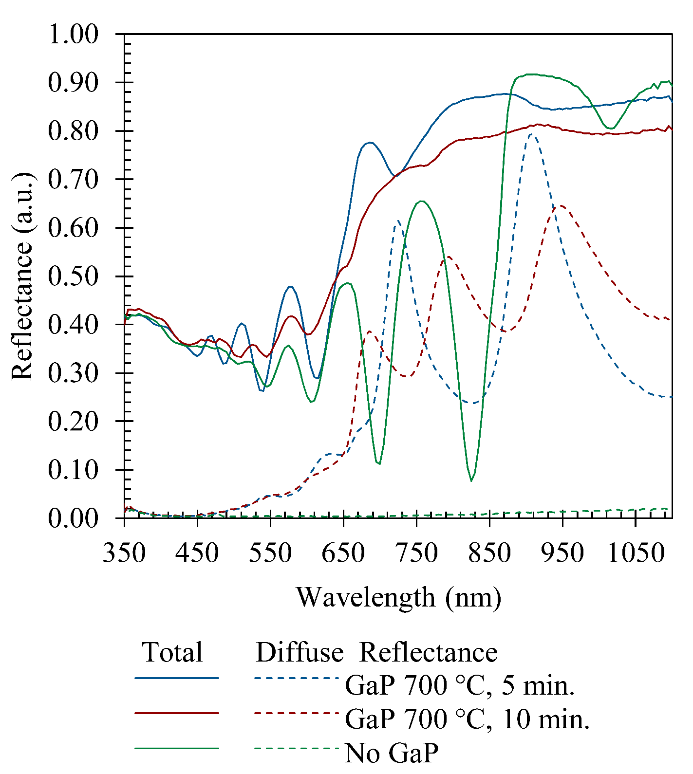 1.00
0.90
0.80
0.70
0.60
0.50
0.40
0.30
0.20
0.10
0.00
Reflectance (a.u.)
350 450 550 650 750 850 950 1050
Wavelength (nm)
Total Diffuse Reflectance
GaP 700 °C, 5 min.
GaP 700 °C, 10 min.
No GaP